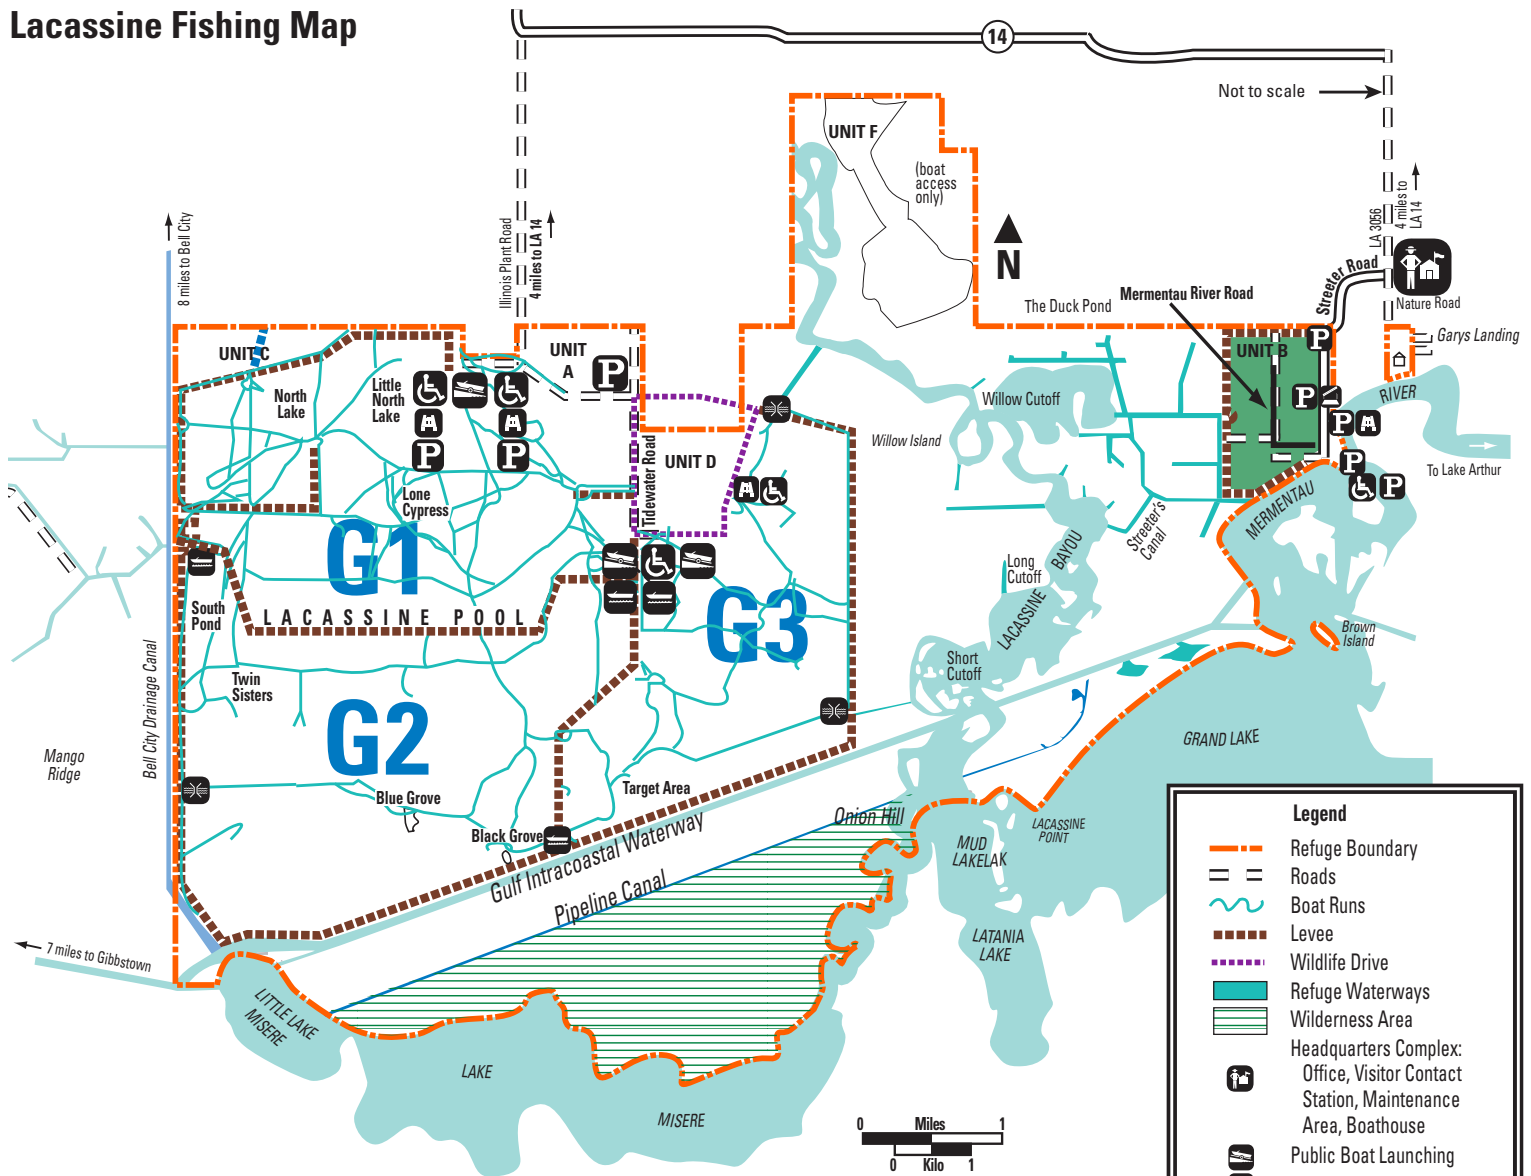 Lacassine Fishing Map
14
Not to scale
UNIT F
(boat
access
only)
8 miles to Bell City
Illinois Plant Road
4 miles to LA 14
LA 3056
4 miles to
LA 14
N
Streeter Road
Nature Road
The Duck Pond
Mermentau River Road
Garys Landing
UNIT C
UNIT
A
P
UNIT B
P
North
Lake
Little
North
Lake
P
P
Willow Cutoff
P
RIVER
P
Willow Island
UNIT D
Tidewater Road
To Lake Arthur
P
P
Lone
Cypress
MERMENTAU
Streeter's
Canal
G1
Long
Cutoff
LACASSINE BAYOU
South
Pond
LACASSINE POOL
G3
Brown
Island
Short
Cutoff
Twin
Sisters
Bell City Drainage Canal
G2
Mango
Ridge
GRAND LAKE
Blue Grove
Target Area
Black Grove
Onion Hill
LACASSINE
POINT
MUD
LAKELAK
Gulf Intracoastal Waterway
Pipeline Canal
LATANIA
LAKE
7 miles to Gibbstown
LITTLE LAKE
MISERE
LAKE
MISERE
0 Miles 1
0 Kilo 1
Legend
Refuge Boundary
Roads
Boat Runs
Levee
Wildlife Drive
Refuge Waterways
Wilderness Area
Headquarters Complex:
Office, Visitor Contact
Station, Maintenance
Area, Boathouse
Public Boat Launching